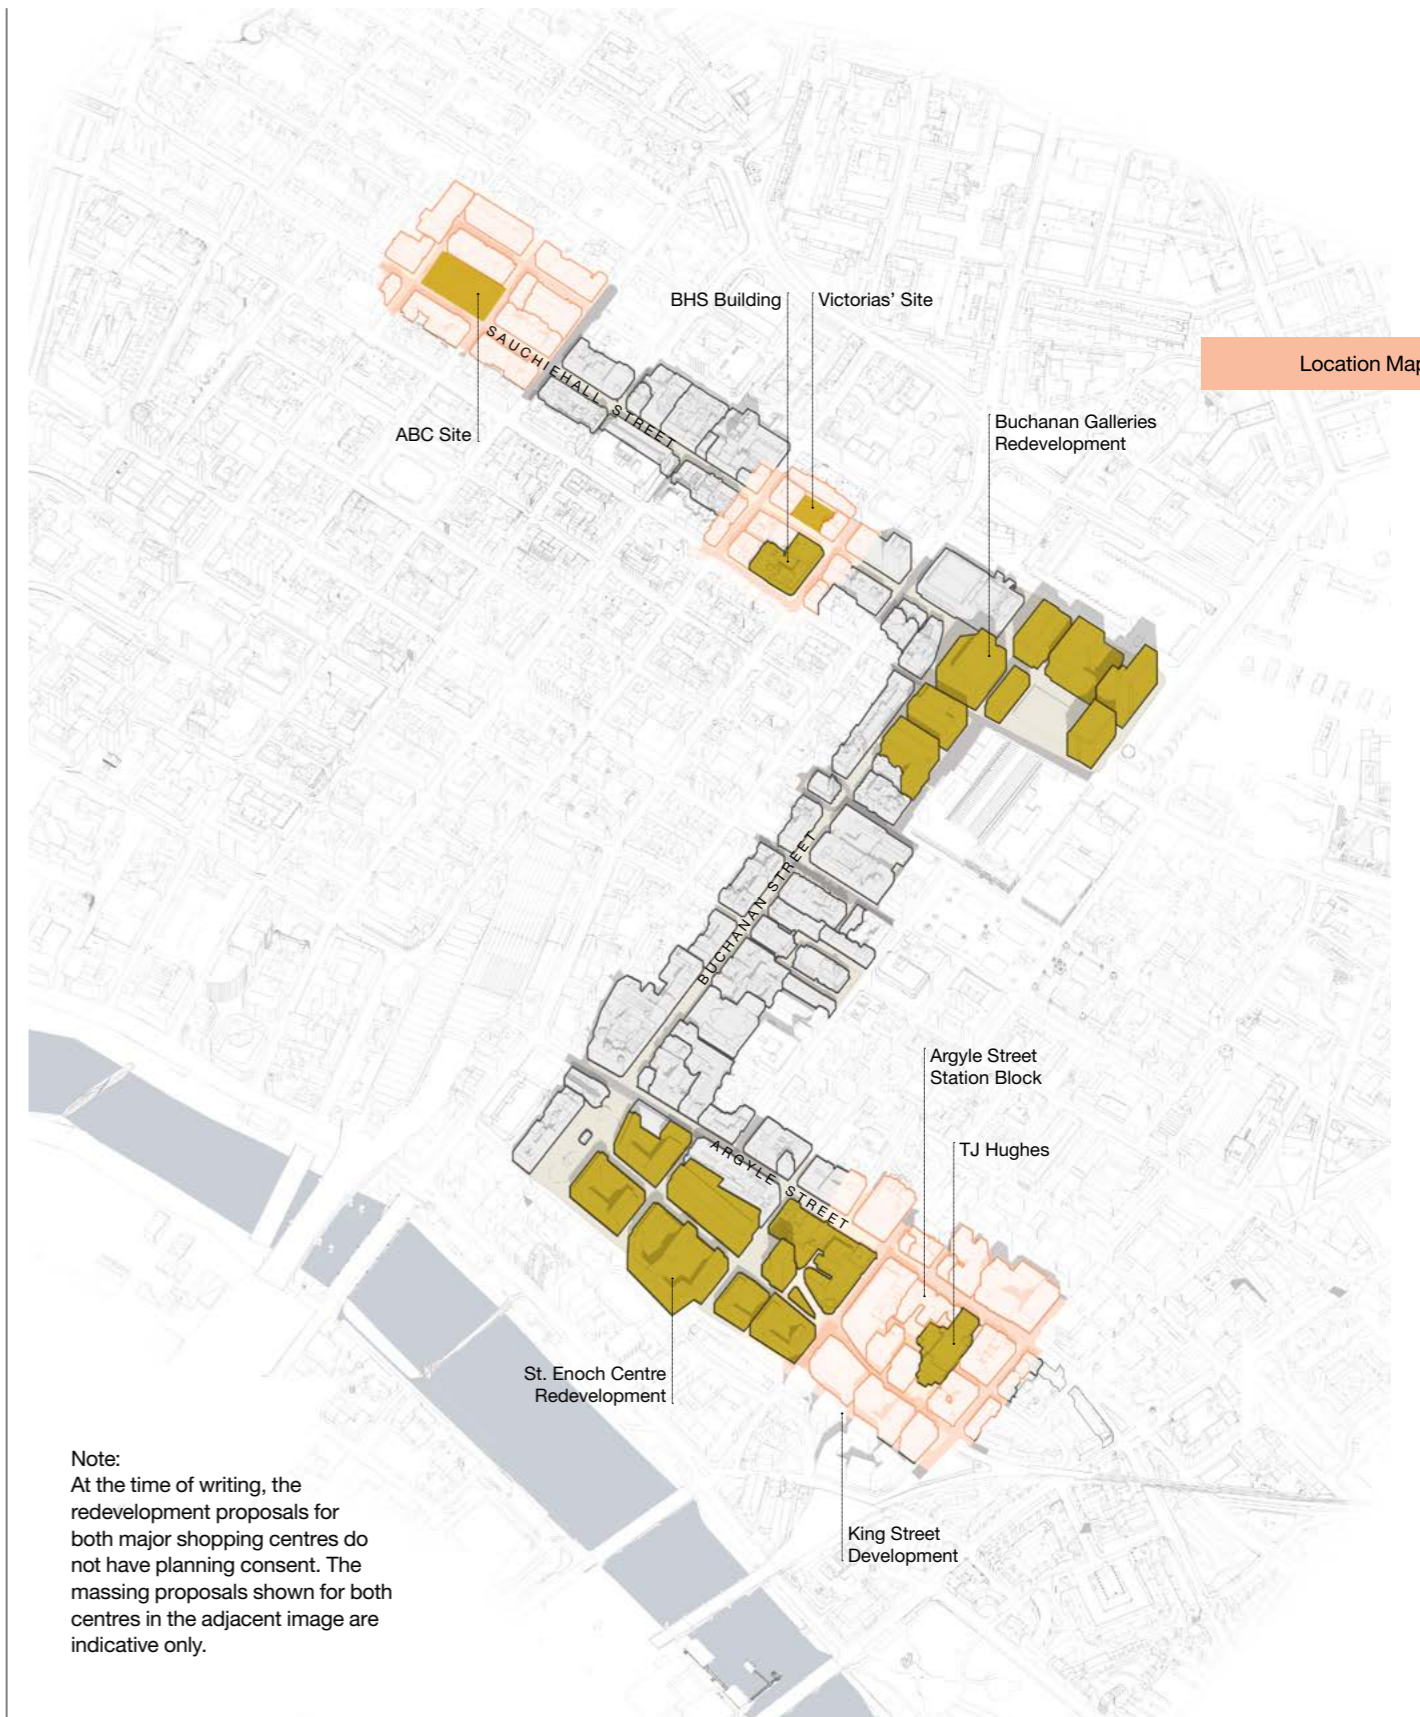 BHS Building
Victorias' Site
Location Map
SAUCHIEHALL STREET
ABC Site
Buchanan Galleries
Redevelopment
BUCHANAN STREET
Argyle Street
Station Block
TJ Hughes
ARGYLE STREET
St. Enoch Centre
Redevelopment
King Street
Development
Note:
At the time of writing, the
redevelopment proposals for
both major shopping centres do
not have planning consent. The
massing proposals shown for both
centres in the adjacent image are
indicative only.